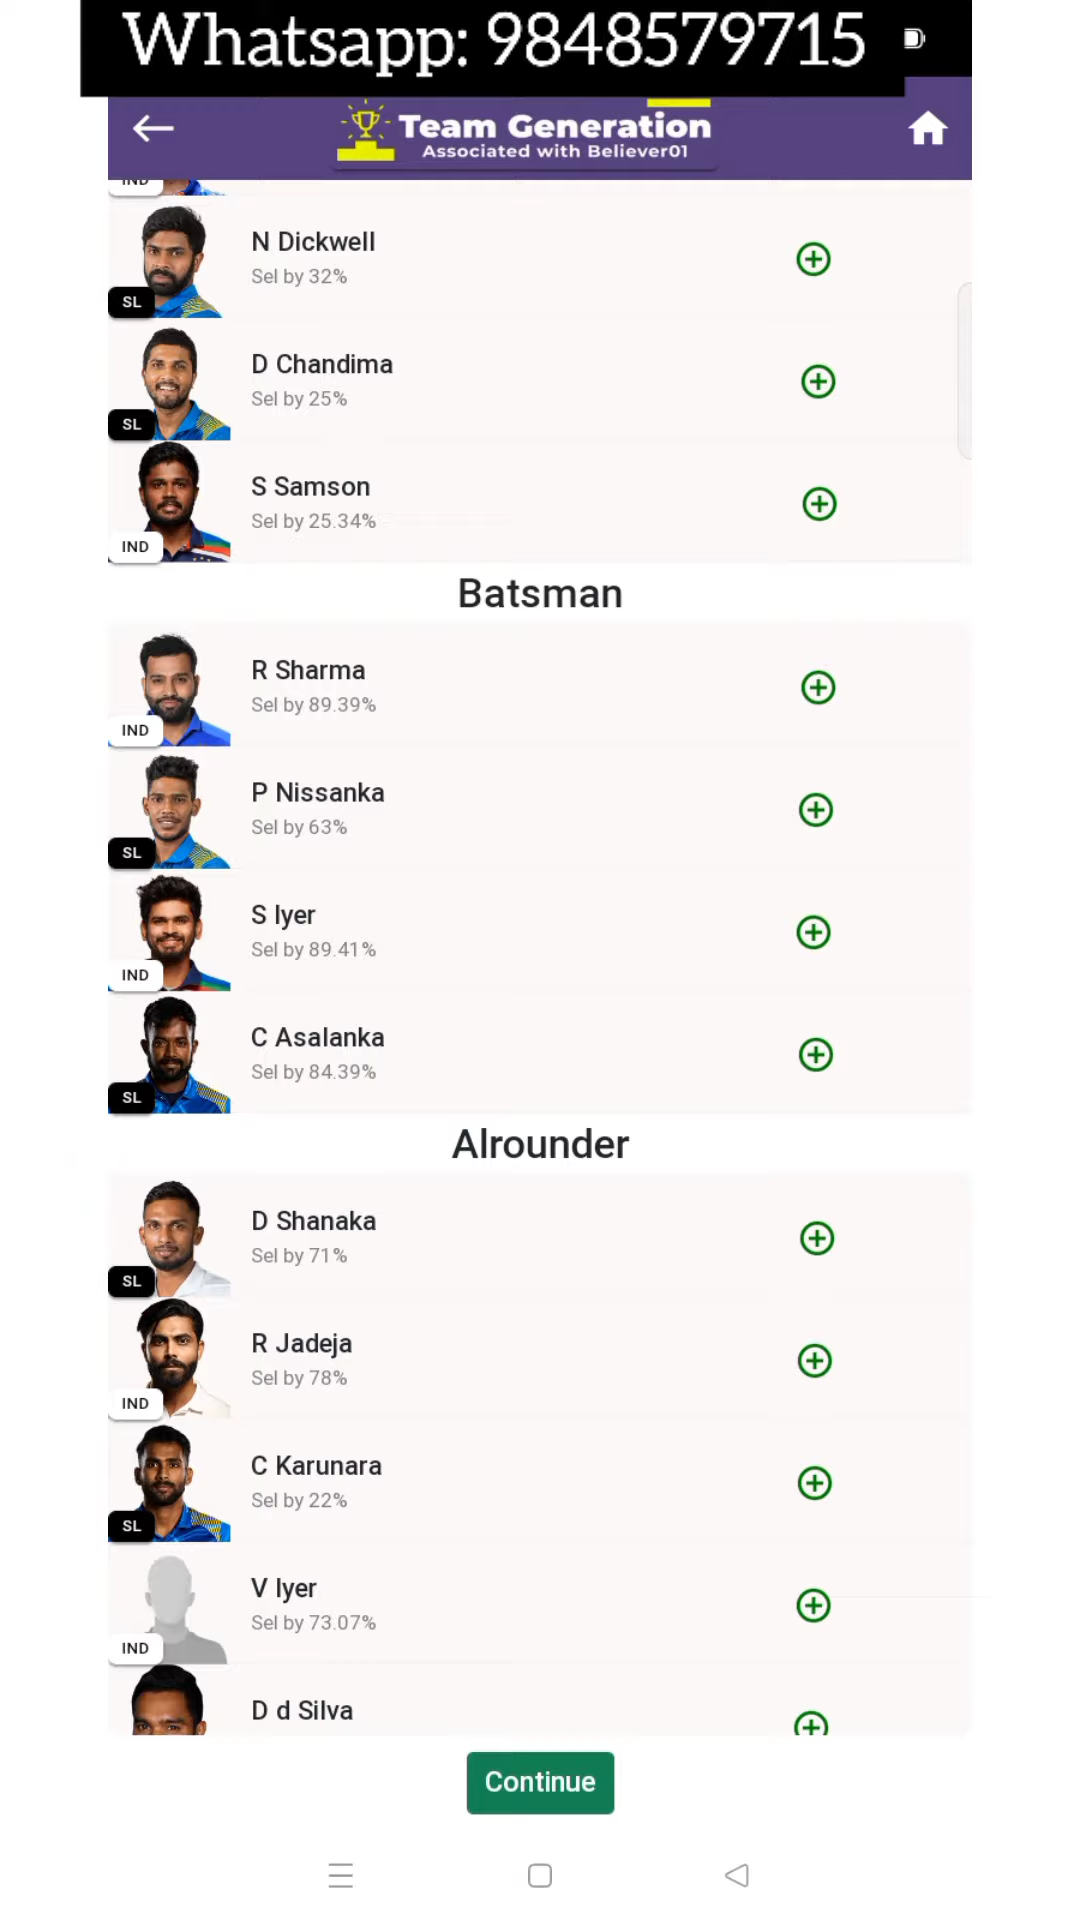 Whatsapp: 9848579715
Team Generation
Associated with Believer01
IND
N Dickwell
Sel by 32%
SL
D Chandima
Sel by 25%
SL
S Samson
Sel by 25.34%
IND
Batsman
R Sharma
Sel by 89.39%
IND
P Nissanka
Sel by 63%
SL
S Iyer
Sel by 89.41%
IND
C Asalanka
Sel by 84.39%
SL
Alrounder
D Shanaka
Sel by 71%
SL
R Jadeja
Sel by 78%
IND
C Karunara
Sel by 22%
SL
V Iyer
Sel by 73.07%
IND
D d Silva
Continue